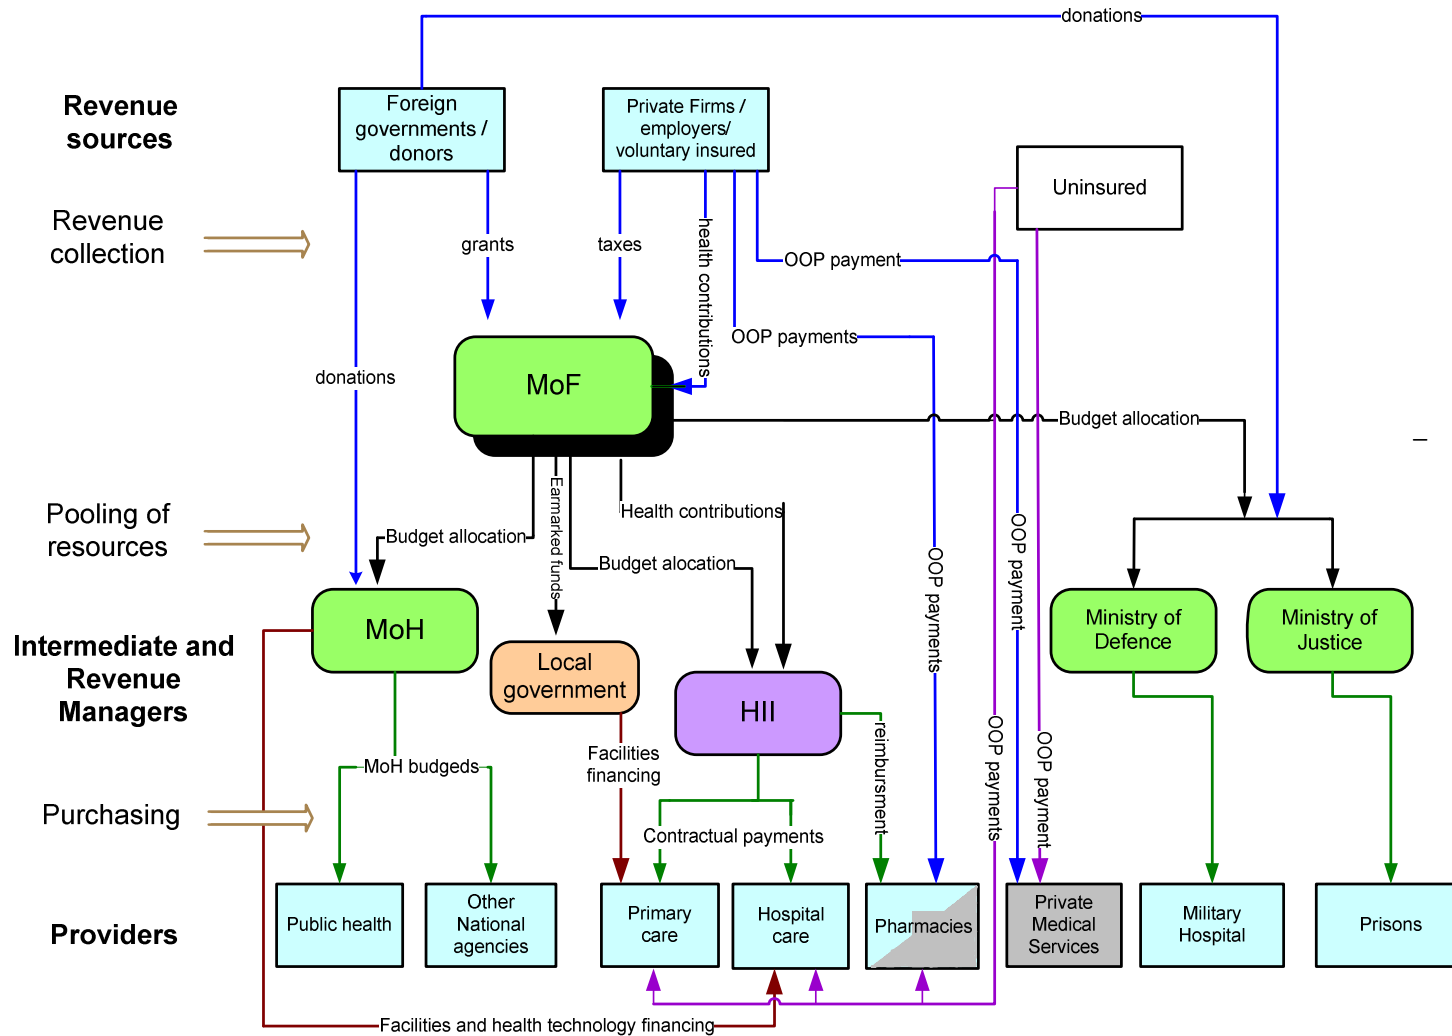 donations
Revenue
sources
Foreign
governments /
donors
Private Firms /
employers/
voluntary insured
Uninsured
Revenue
collection
grants
taxes
health contributions
OOP payment
OOP payments
donations
MoF
Budget allocation
Pooling of
resources
Budget allocation
Earmarked funds
Health contributions
Budget alocation
OOP payments
OOP payment
Intermediate and
Revenue
Managers
MoH
Local
government
HII
Ministry of
Defence
Ministry of
Justice
MoH budgeds
Facilities
financing
reimbursment
OOP payments
OOP payment
Purchasing
Contractual payments
Providers
Public health
Other
National
agencies
Primary
care
Hospital
care
Pharmacies
Private
Medical
Services
Military
Hospital
Prisons
Facilities and health technology financing